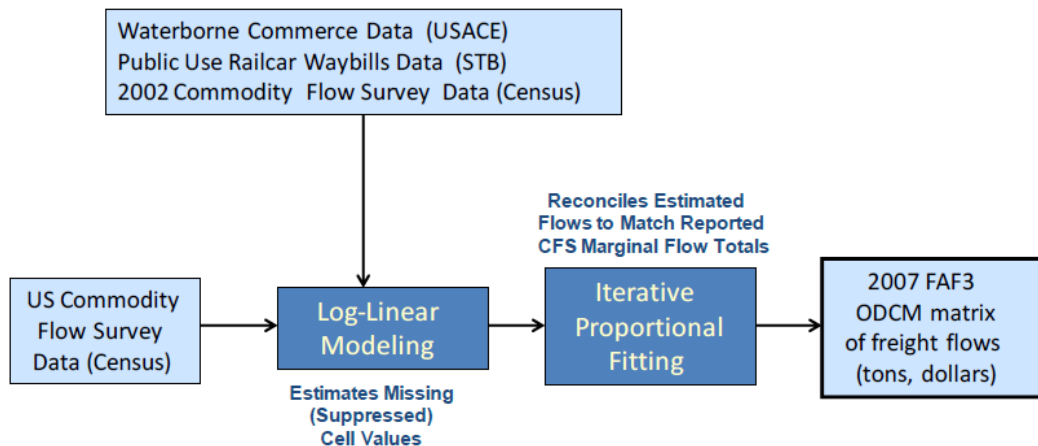 Waterborne Commerce Data (USACE)
Public Use Railcar Waybills Data (STB)
2002 Commodity Flow Survey Data (Census)
Reconciles Estimated
Flows to Match Reported
CFS Marginal Flow Totals
US Commodity
Flow Survey
Data (Census)
Log-Linear
Modeling
Estimates Missing
(Suppressed)
Cell Values
Iterative
Proportional
Fitting
2007 FAF3
ODCM matrix
of freight flows
(tons, dollars)